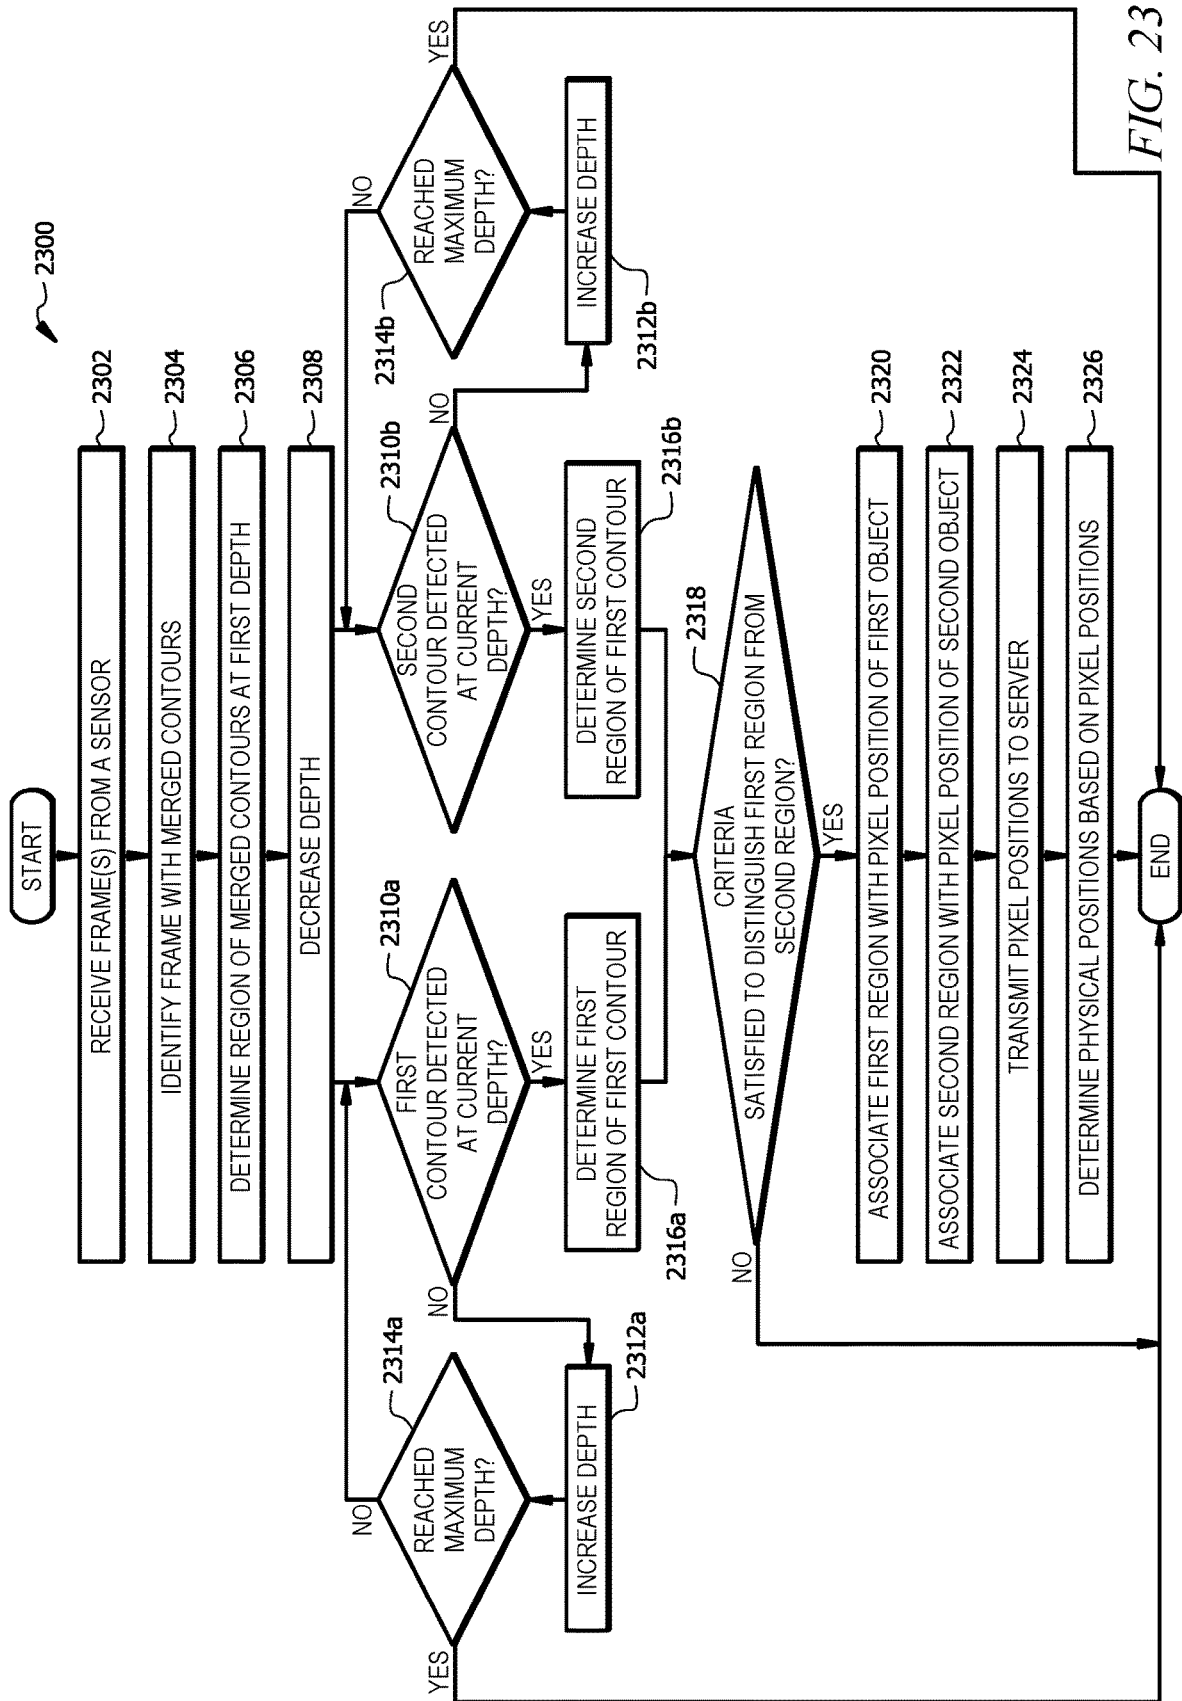 2300
START
RECEIVE FRAME(S) FROM A SENSOR
2302
IDENTIFY FRAME WITH MERGED CONTOURS
2304
DETERMINE REGION OF MERGED CONTOURS AT FIRST DEPTH
2306
DECREASE DEPTH
2308
NO
REACHED
MAXIMUM
DEPTH?
2314a
YES
FIRST
CONTOUR DETECTED
AT CURRENT
DEPTH?
2310a
NO
YES
SECOND
CONTOUR DETECTED
AT CURRENT
DEPTH?
2310b
NO
YES
NO
REACHED
MAXIMUM
DEPTH?
2314b
YES
INCREASE DEPTH
2312a
DETERMINE FIRST
REGION OF FIRST CONTOUR
2316a
DETERMINE SECOND
REGION OF FIRST CONTOUR
2316b
INCREASE DEPTH
2312b
CRITERIA
SATISFIED TO DISTINGUISH FIRST REGION FROM
SECOND REGION?
2318
NO
YES
ASSOCIATE FIRST REGION WITH PIXEL POSITION OF FIRST OBJECT
2320
ASSOCIATE SECOND REGION WITH PIXEL POSITION OF SECOND OBJECT
2322
TRANSMIT PIXEL POSITIONS TO SERVER
2324
DETERMINE PHYSICAL POSITIONS BASED ON PIXEL POSITIONS
2326
END
FIG. 23